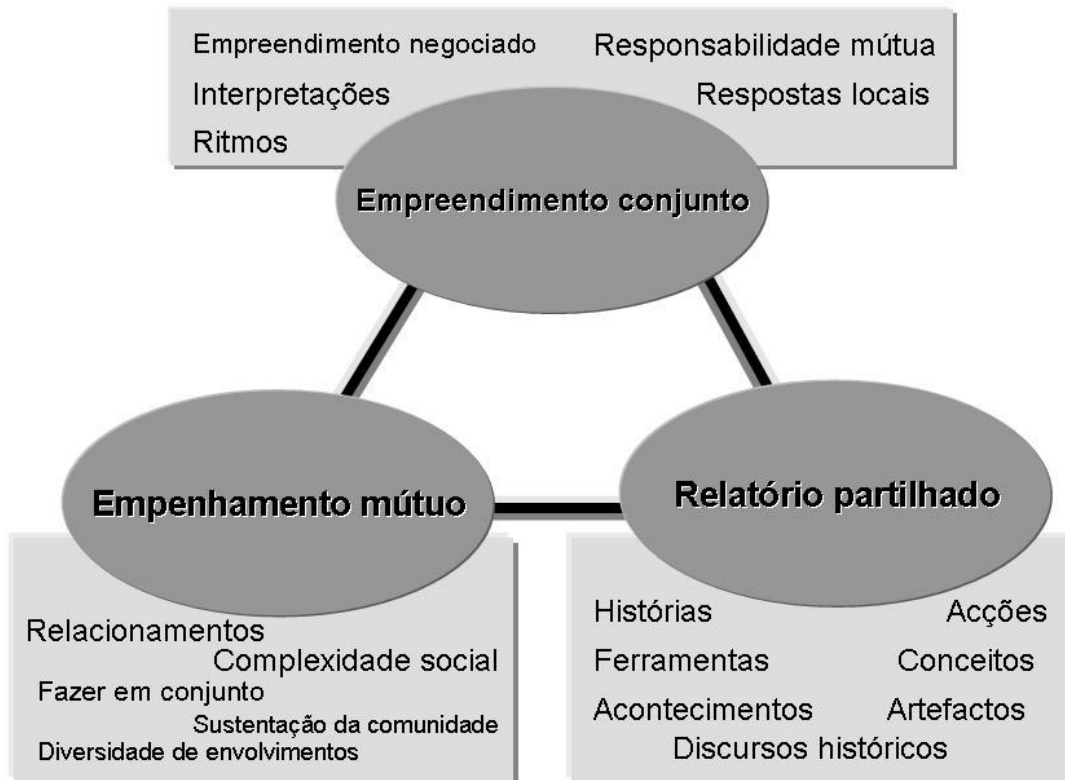 Empreendimento negociado
Responsabilidade mútua
Interpretações
Respostas locais
Ritmos
Empreendimento conjunto
Empenhamento mútuo
Relatório partilhado
Relacionamentos
Complexidade social
Fazer em conjunto
Sustentação da comunidade
Diversidade de envolvimentos
Histórias
Acções
Ferramentas
Conceitos
Acontecimentos
Artefactos
Discursos históricos